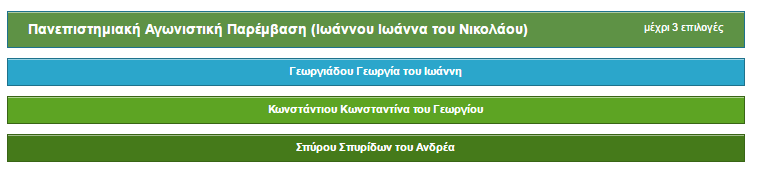 Πανεπιστημιακή Αγωνιστική Παρέμβαση (Ιωάννου Ιωάννα του Νικολάου) μέχρι 3 επιλογές
Γεωργιάδου Γεωργία του Ιωάννη
Κωνστάντιου Κωνσταντίνα του Γεωργίου
Σπύρου Σπυρίδων του Ανδρέα